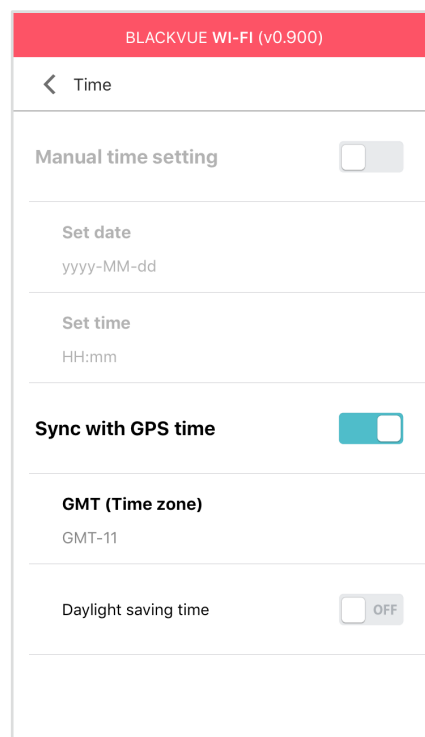 BLACKVUE WI-FI (v0.900)
Time
Manual time setting
Set date
yyyy-MM-dd
Set time
HH:mm
Sync with GPS time
GMT (Time zone)
GMT-11
Daylight saving time
OFF